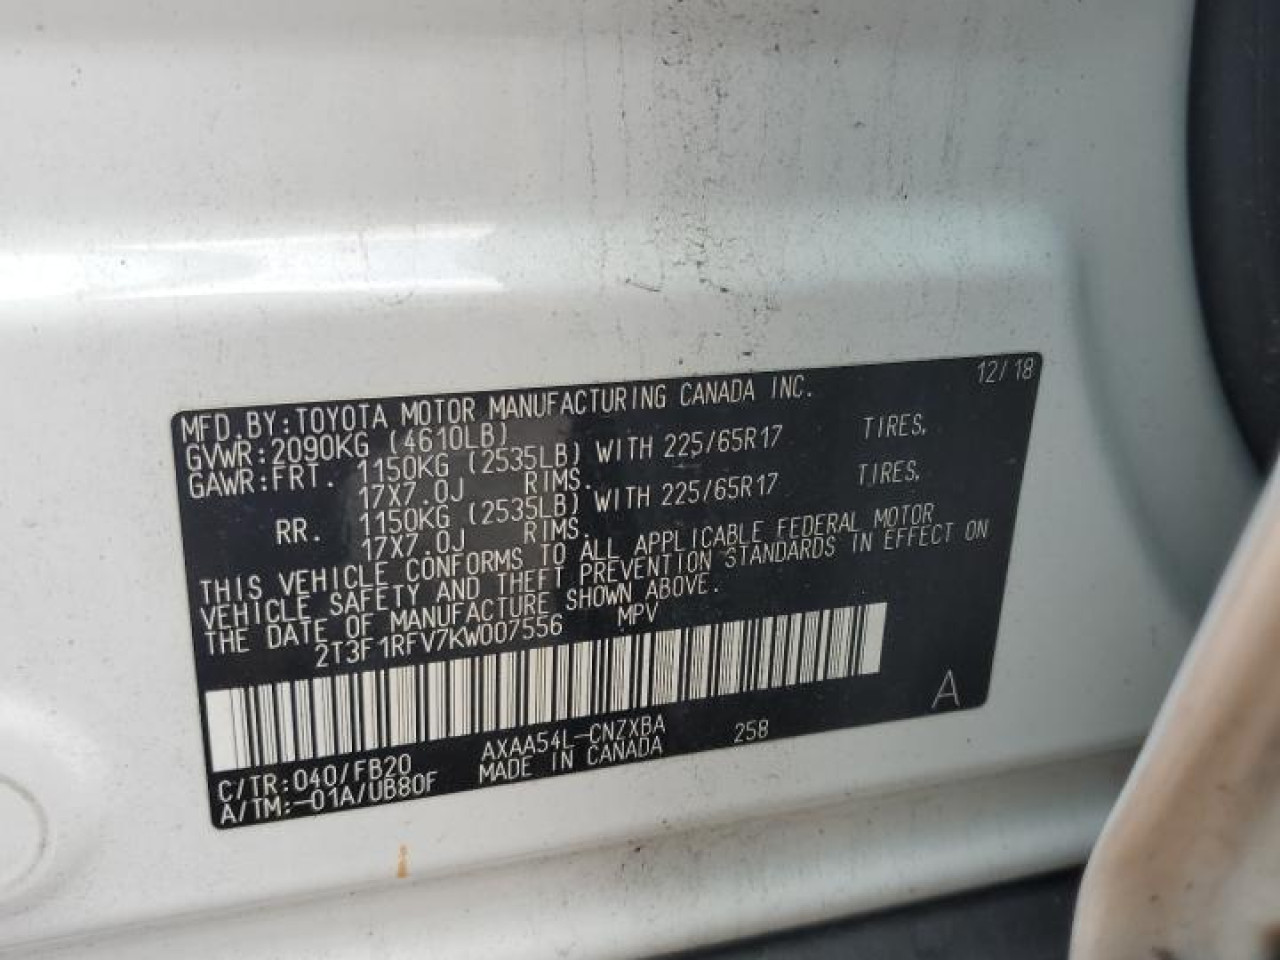 12/18
MFD.BY:TOYOTA MOTOR MANUFACTURING CANADA INC.
GVWR:2090KG (4610LB)
GAWR:FRT. 1150KG (2535LB) WITH 225/65R17 TIRES,
17X7.0J RIMS.
RR. 1150KG (2535LB) WITH 225/65R17 TIRES,
17X7.0J RIMS.
THIS VEHICLE CONFORMS TO ALL APPLICABLE FEDERAL MOTOR
VEHICLE SAFETY AND THEFT PREVENTION STANDARDS IN EFFECT ON
THE DATE OF MANUFACTURE SHOWN ABOVE.
2T3F1RFV7KW007556 MPV
A
C/TR:040/FB20 AXAA54L-CNZXBA 258
A/TM:-01A/UB80F MADE IN CANADA